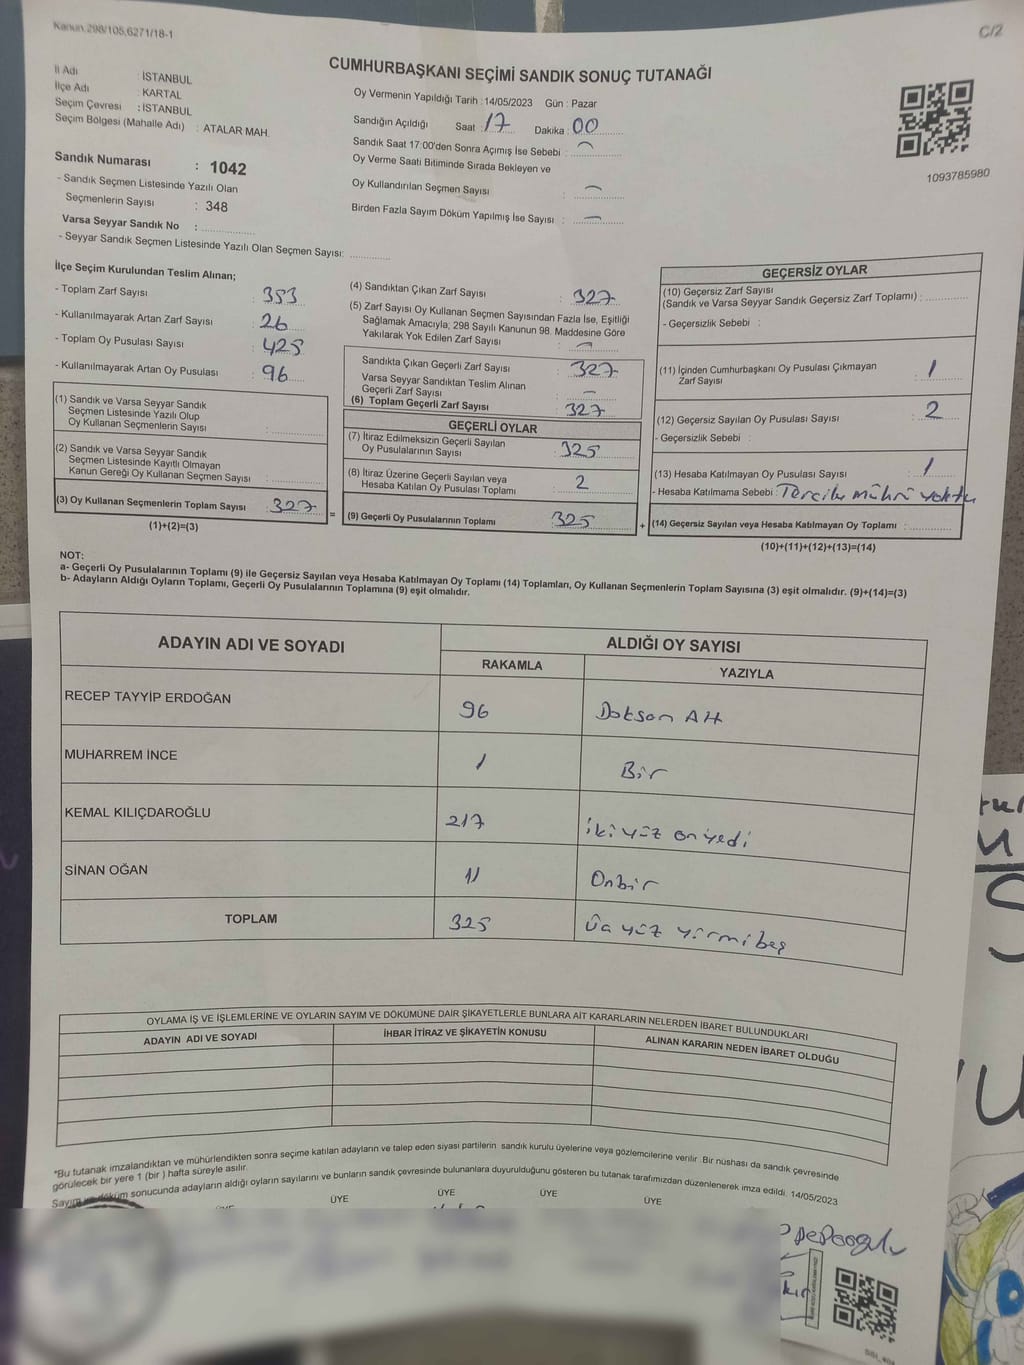 Kanun.298/105,6271/18-1
C/2
CUMHURBAŞKANI SEÇİMİ SANDIK SONUÇ TUTANAĞI
İl Adı : İSTANBUL
İlçe Adı : KARTAL
Seçim Çevresi : İSTANBUL
Seçim Bölgesi (Mahalle Adı) : ATALAR MAH.
Sandık Numarası : 1042
- Sandık Seçmen Listesinde Yazılı Olan
Seçmenlerin Sayısı : 348
Varsa Seyyar Sandık No :
- Seyyar Sandık Seçmen Listesinde Yazılı Olan Seçmen Sayısı:
Oy Vermenin Yapıldığı Tarih :14/05/2023 Gün : Pazar
Sandığın Açıldığı Saat : 17 Dakika : 00
Sandık Saat 17:00'den Sonra Açımış İse Sebebi : —
Oy Verme Saati Bitiminde Sırada Bekleyen ve
Oy Kullandırılan Seçmen Sayısı : —
Birden Fazla Sayım Döküm Yapılmış İse Sayısı : —
1093785980
İlçe Seçim Kurulundan Teslim Alınan;
- Toplam Zarf Sayısı : 353
- Kullanılmayarak Artan Zarf Sayısı : 26
- Toplam Oy Pusulası Sayısı : 425
- Kullanılmayarak Artan Oy Pusulası : 96
(1) Sandık ve Varsa Seyyar Sandık
Seçmen Listesinde Yazılı Olup
Oy Kullanan Seçmenlerin Sayısı :
(2) Sandık ve Varsa Seyyar Sandık
Seçmen Listesinde Kayıtlı Olmayan
Kanun Gereği Oy Kullanan Seçmen Sayısı :
(3) Oy Kullanan Seçmenlerin Toplam Sayısı : 327
(1)+(2)=(3)
=
(4) Sandıktan Çıkan Zarf Sayısı : 327
(5) Zarf Sayısı Oy Kullanan Seçmen Sayısından Fazla İse, Eşitliği
Sağlamak Amacıyla; 298 Sayılı Kanunun 98. Maddesine Göre
Yakılarak Yok Edilen Zarf Sayısı : —
Sandıkta Çıkan Geçerli Zarf Sayısı : 327
Varsa Seyyar Sandıktan Teslim Alınan
Geçerli Zarf Sayısı : —
(6) Toplam Geçerli Zarf Sayısı : 327
GEÇERLİ OYLAR
(7) İtiraz Edilmeksizin Geçerli Sayılan
Oy Pusulalarının Sayısı : 325
(8) İtiraz Üzerine Geçerli Sayılan veya
Hesaba Katılan Oy Pusulası Toplamı : 2
(9) Geçerli Oy Pusulalarının Toplamı : 325
+
GEÇERSİZ OYLAR
(10) Geçersiz Zarf Sayısı
(Sandık ve Varsa Seyyar Sandık Geçersiz Zarf Toplamı) :
- Geçersizlik Sebebi :
(11) İçinden Cumhurbaşkanı Oy Pusulası Çıkmayan
Zarf Sayısı : 1
(12) Geçersiz Sayılan Oy Pusulası Sayısı : 2
- Geçersizlik Sebebi :
(13) Hesaba Katılmayan Oy Pusulası Sayısı : 1
- Hesaba Katılmama Sebebi : Tercihu mührü yoktu
(14) Geçersiz Sayılan veya Hesaba Katılmayan Oy Toplamı :
(10)+(11)+(12)+(13)=(14)
NOT:
a- Geçerli Oy Pusulalarının Toplamı (9) ile Geçersiz Sayılan veya Hesaba Katılmayan Oy Toplamı (14) Toplamları, Oy Kullanan Seçmenlerin Toplam Sayısına (3) eşit olmalıdır. (9)+(14)=(3)
b- Adayların Aldığı Oyların Toplamı, Geçerli Oy Pusulalarının Toplamına (9) eşit olmalıdır.
ADAYIN ADI VE SOYADI ALDIĞI OY SAYISI
RAKAMLA YAZIYLA
RECEP TAYYİP ERDOĞAN 96 Doksan Altı
MUHARREM İNCE 1 Bir
KEMAL KILIÇDAROĞLU 217 iki yüz onyedi
SİNAN OĞAN 11 Onbir
TOPLAM 325 Üç yüz yirmibeş
OYLAMA İŞ VE İŞLEMLERİNE VE OYLARIN SAYIM VE DÖKÜMÜNE DAİR ŞİKAYETLERLE BUNLARA AİT KARARLARIN NELERDEN İBARET BULUNDUKLARI
ADAYIN ADI VE SOYADI İHBAR İTİRAZ VE ŞİKAYETİN KONUSU ALINAN KARARIN NEDEN İBARET OLDUĞU
*Bu tutanak imzalandıktan ve mühürlendikten sonra seçime katılan adayların ve talep eden siyasi partilerin sandık kurulu üyelerine veya gözlemcilerine verilir. Bir nüshası da sandık çevresinde
görülecek bir yere 1 (bir ) hafta süreyle asılır.
Sayım ve döküm sonucunda adayların aldığı oyların sayılarını ve bunların sandık çevresinde bulunanlara duyurulduğunu gösteren bu tutanak tarafımızdan düzenlenerek imza edildi. 14/05/2023
ÜYE ÜYE ÜYE ÜYE ÜYE